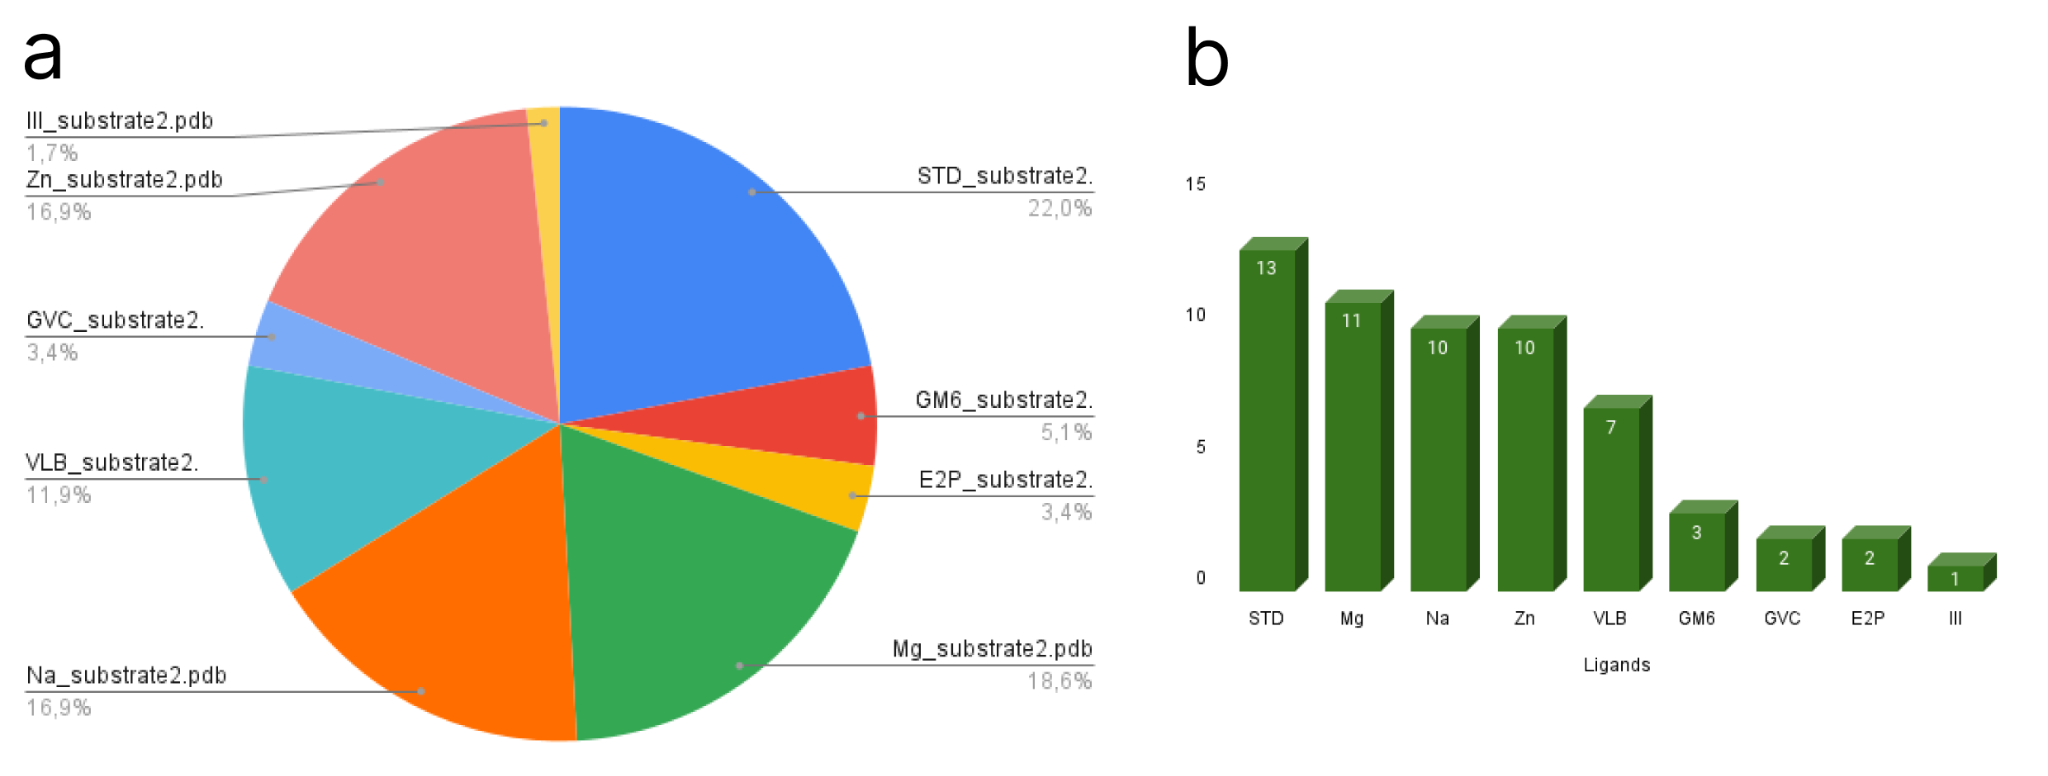 a
III_substrate2.pdb
1,7%
Zn_substrate2.pdb
16,9%
GVC_substrate2.
3,4%
VLB_substrate2.
11,9%
Na_substrate2.pdb
16,9%
STD_substrate2.
22,0%
GM6_substrate2.
5,1%
E2P_substrate2.
3,4%
Mg_substrate2.pdb
18,6%
b
15
10
5
0
13
11
10
10
7
3
2
2
1
STD Mg Na Zn VLB GM6 GVC E2P III
Ligands